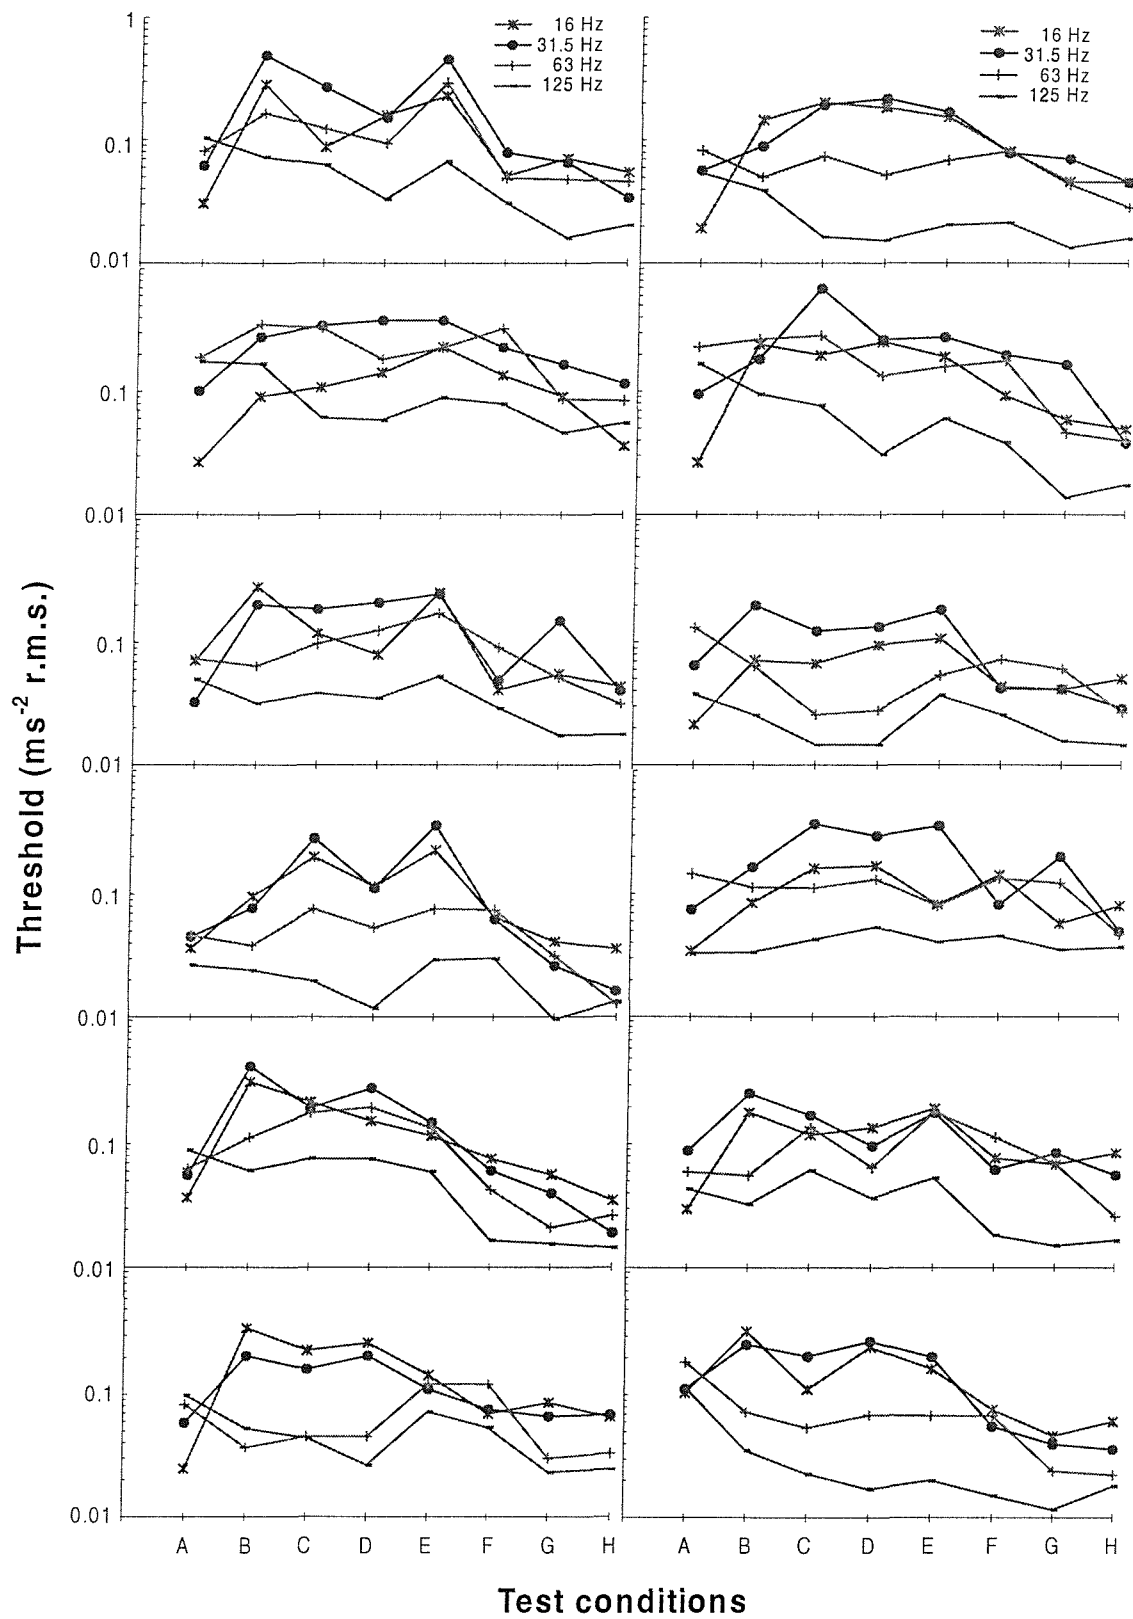 1
16 Hz
31.5 Hz
63 Hz
125 Hz
16 Hz
31.5 Hz
63 Hz
125 Hz
0.1
0.01
0.1
0.01
0.1
0.01
0.1
0.01
0.1
0.01
0.1
0.01
Threshold (ms⁻² r.m.s.)
A B C D E F G H
A B C D E F G H
Test conditions